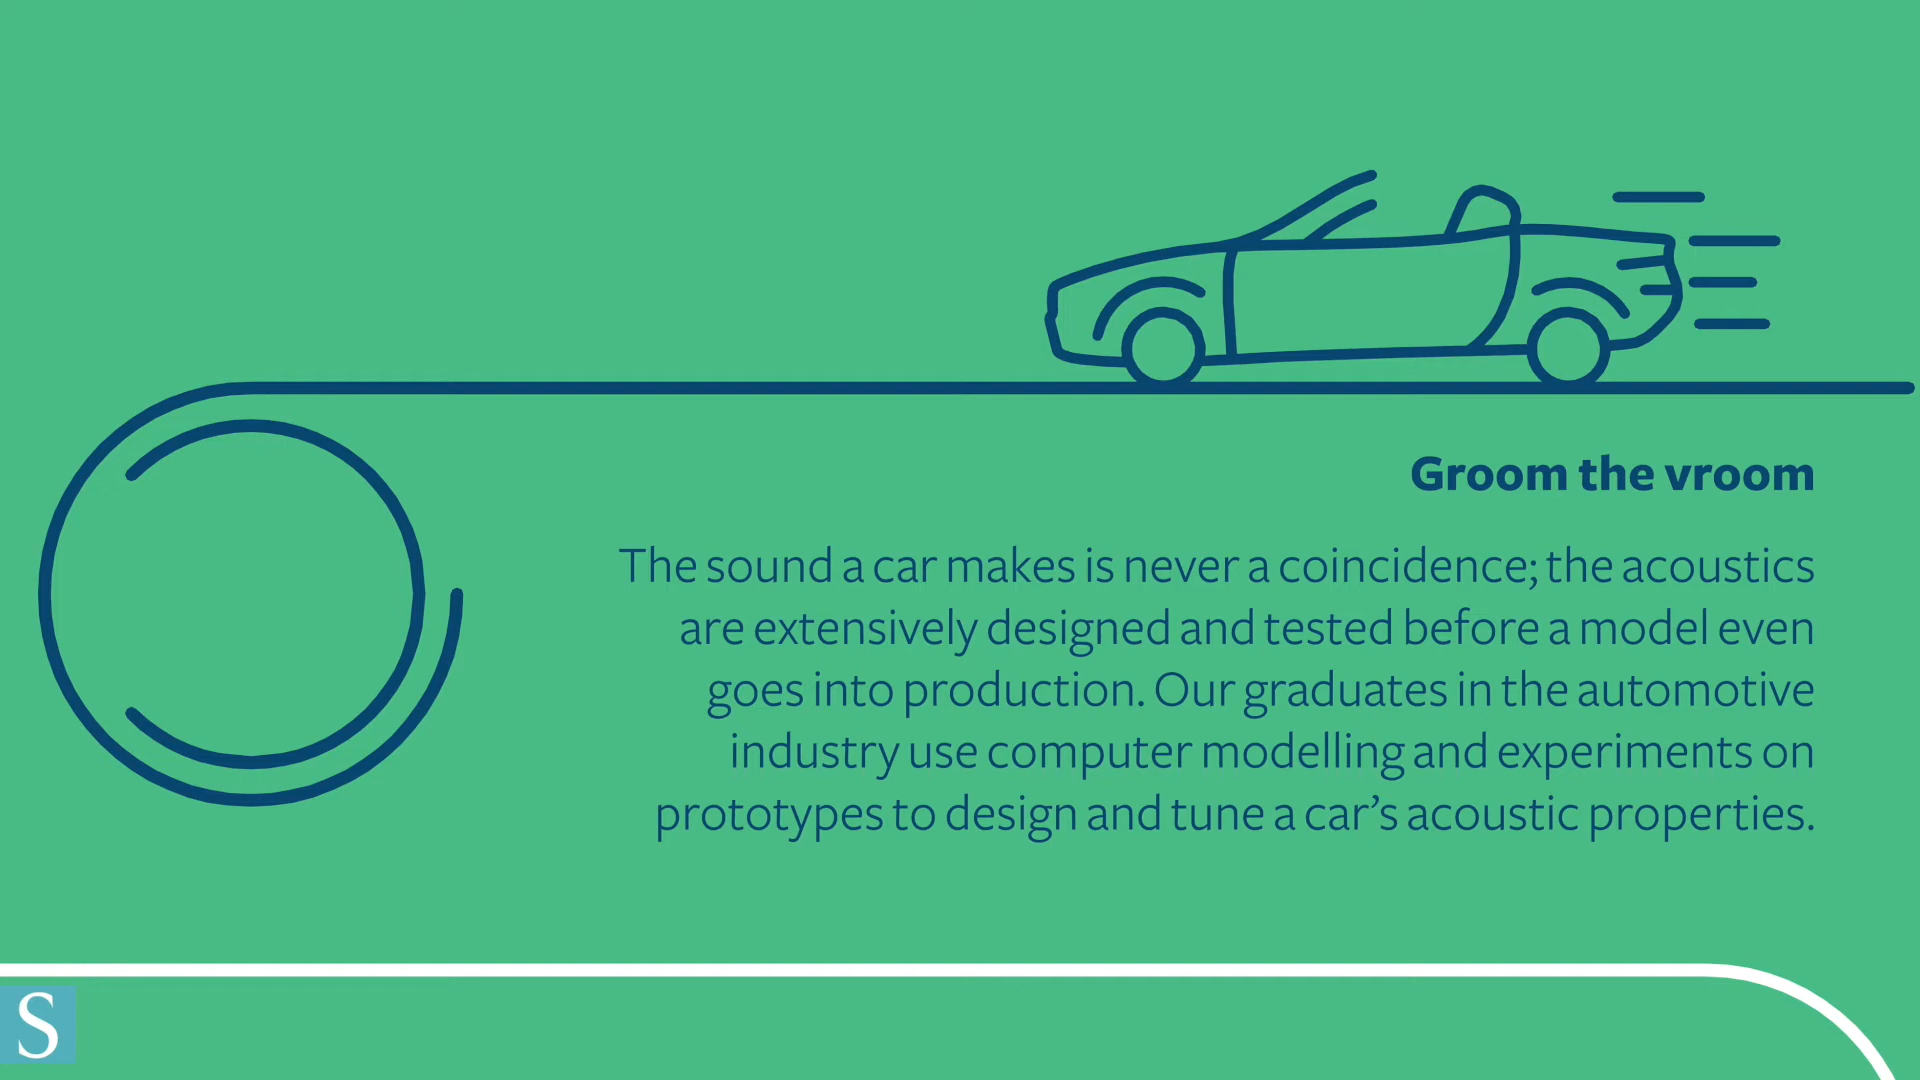 Groom the vroom
The sound a car makes is never a coincidence; the acoustics
are extensively designed and tested before a model even
goes into production. Our graduates in the automotive
industry use computer modelling and experiments on
prototypes to design and tune a car’s acoustic properties.
S